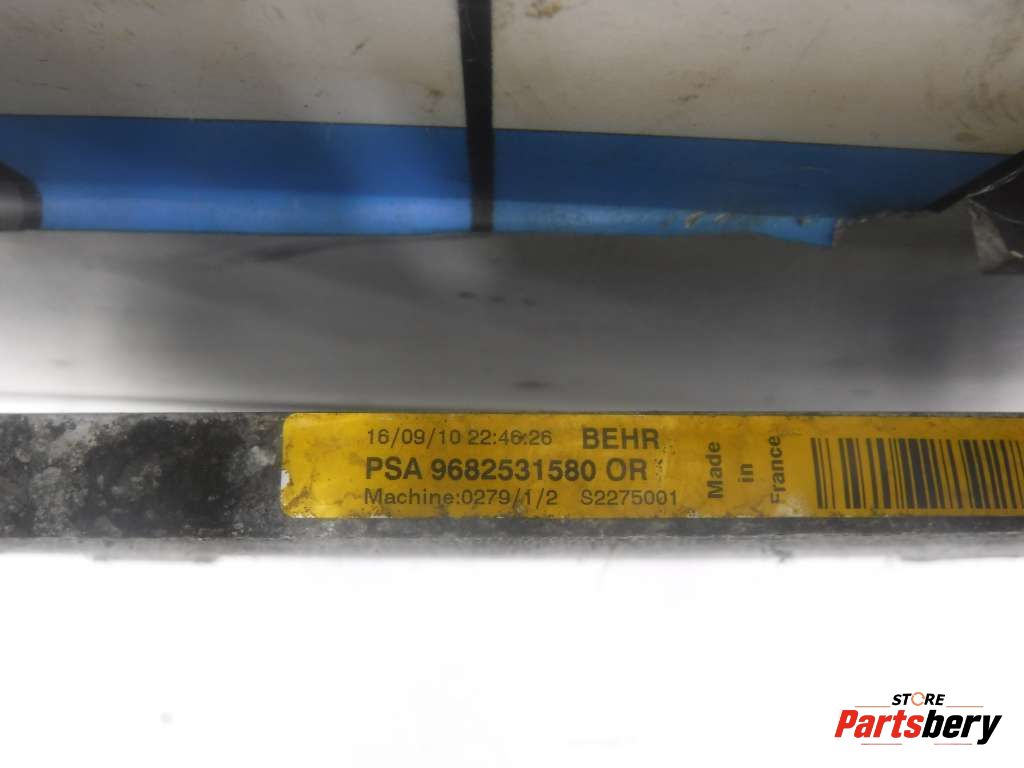 16/09/10 22:46:26 BEHR
PSA 9682531580 OR
Machine:0279/1/2 S2275001
Made
in
France
STORE
Partsbery